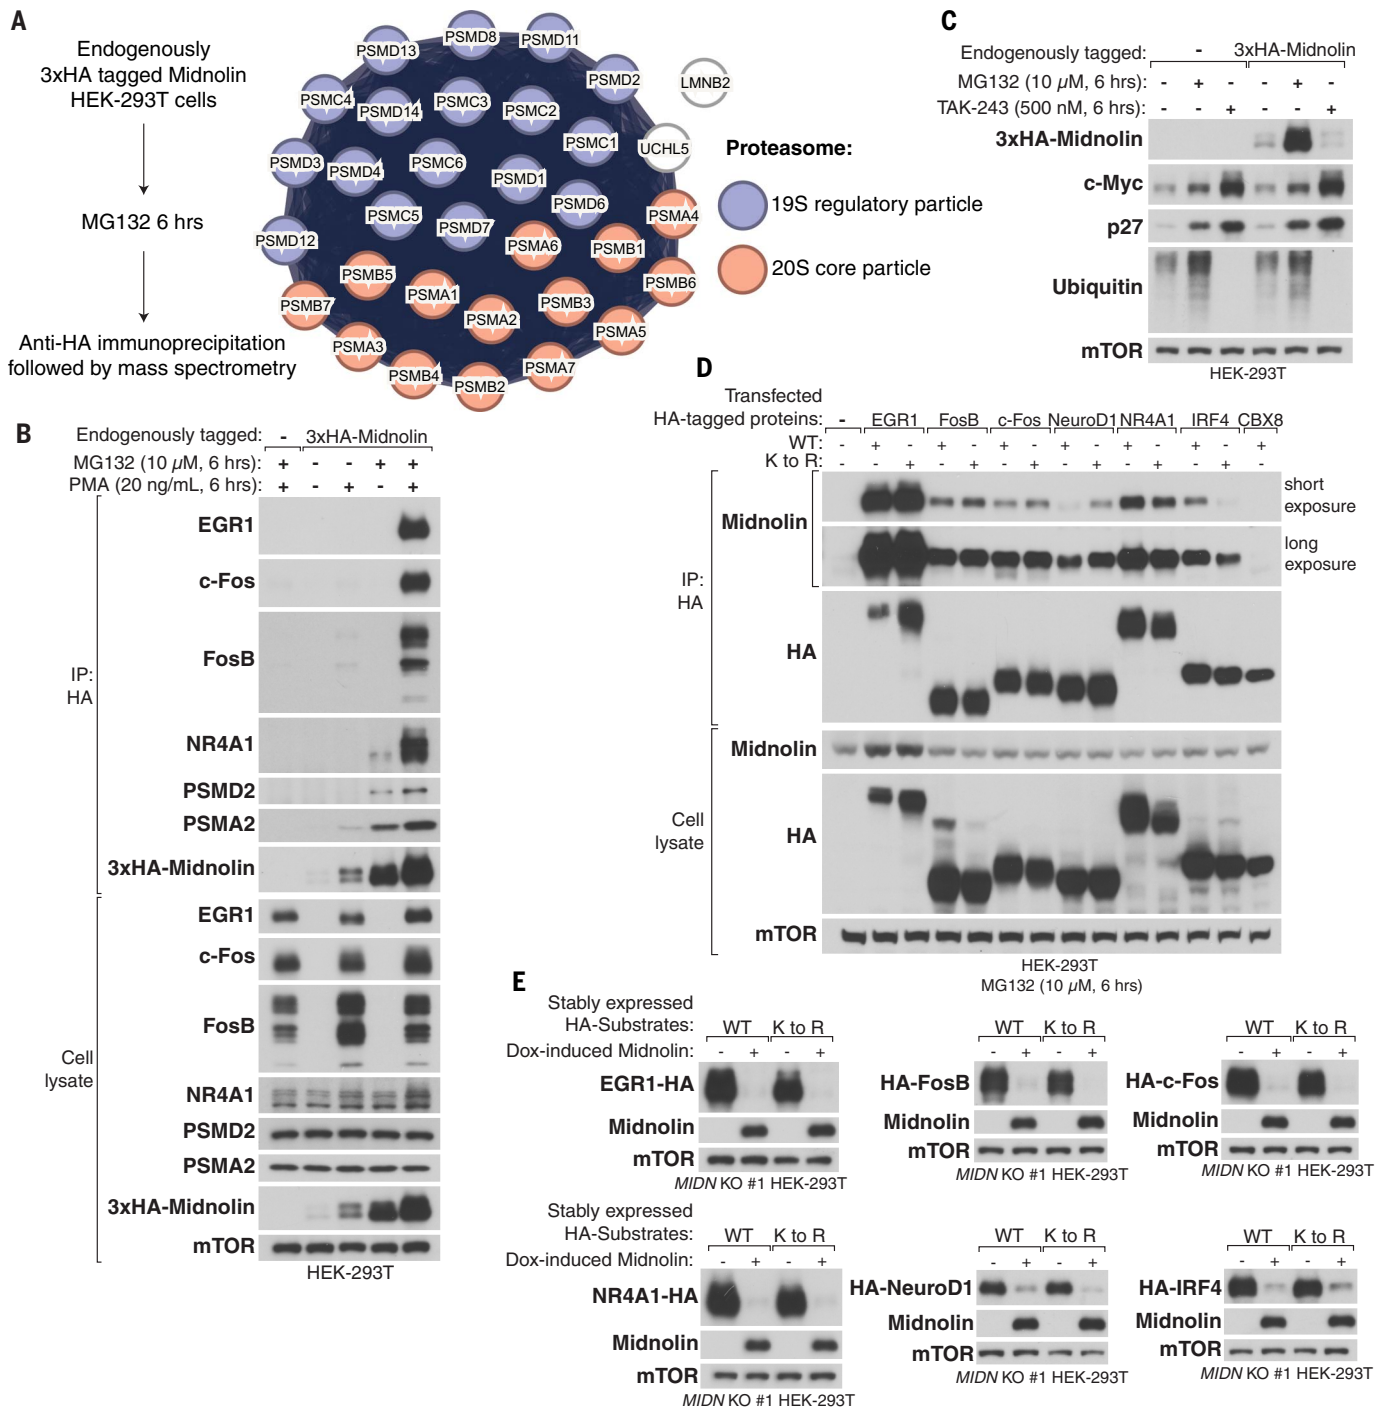 A
Endogenously
3xHA tagged Midnolin
HEK-293T cells
MG132 6 hrs
Anti-HA immunoprecipitation
followed by mass spectrometry
PSMD13
PSMD8
PSMD11
PSMD2
LMNB2
PSMC4
PSMD14
PSMC3
PSMC2
PSMC1
UCHL5
PSMD3
PSMD4
PSMC6
PSMD1
PSMD6
PSMA4
PSMC5
PSMD7
PSMD12
PSMA6
PSMB1
PSMB5
PSMA1
PSMB3
PSMB6
PSMB7
PSMA2
PSMA5
PSMA3
PSMB4
PSMB2
PSMA7
Proteasome:
19S regulatory particle
20S core particle
B
Endogenously tagged: - 3xHA-Midnolin
MG132 (10 µM, 6 hrs): + - - + +
PMA (20 ng/mL, 6 hrs): + - + - +
IP:
HA
EGR1
c-Fos
FosB
NR4A1
PSMD2
PSMA2
3xHA-Midnolin
Cell
lysate
EGR1
c-Fos
FosB
NR4A1
PSMD2
PSMA2
3xHA-Midnolin
mTOR
HEK-293T
C
Endogenously tagged: - 3xHA-Midnolin
MG132 (10 µM, 6 hrs): - + - - + -
TAK-243 (500 nM, 6 hrs): - - + - - +
3xHA-Midnolin
c-Myc
p27
Ubiquitin
mTOR
HEK-293T
D
Transfected
HA-tagged proteins: - EGR1 FosB c-Fos NeuroD1 NR4A1 IRF4 CBX8
WT: - + - + - + - + - + - + - +
K to R: - - + - + - + - + - + - + -
IP:
HA
Midnolin
short
exposure
long
exposure
HA
Cell
lysate
Midnolin
HA
mTOR
HEK-293T
MG132 (10 µM, 6 hrs)
E
Stably expressed
HA-Substrates: WT K to R
Dox-induced Midnolin: - + - +
EGR1-HA
Midnolin
mTOR
MIDN KO #1 HEK-293T
WT K to R
- + - +
HA-FosB
Midnolin
mTOR
MIDN KO #1 HEK-293T
WT K to R
- + - +
HA-c-Fos
Midnolin
mTOR
MIDN KO #1 HEK-293T
Stably expressed
HA-Substrates: WT K to R
Dox-induced Midnolin: - + - +
NR4A1-HA
Midnolin
mTOR
MIDN KO #1 HEK-293T
WT K to R
- + - +
HA-NeuroD1
Midnolin
mTOR
MIDN KO #1 HEK-293T
WT K to R
- + - +
HA-IRF4
Midnolin
mTOR
MIDN KO #1 HEK-293T